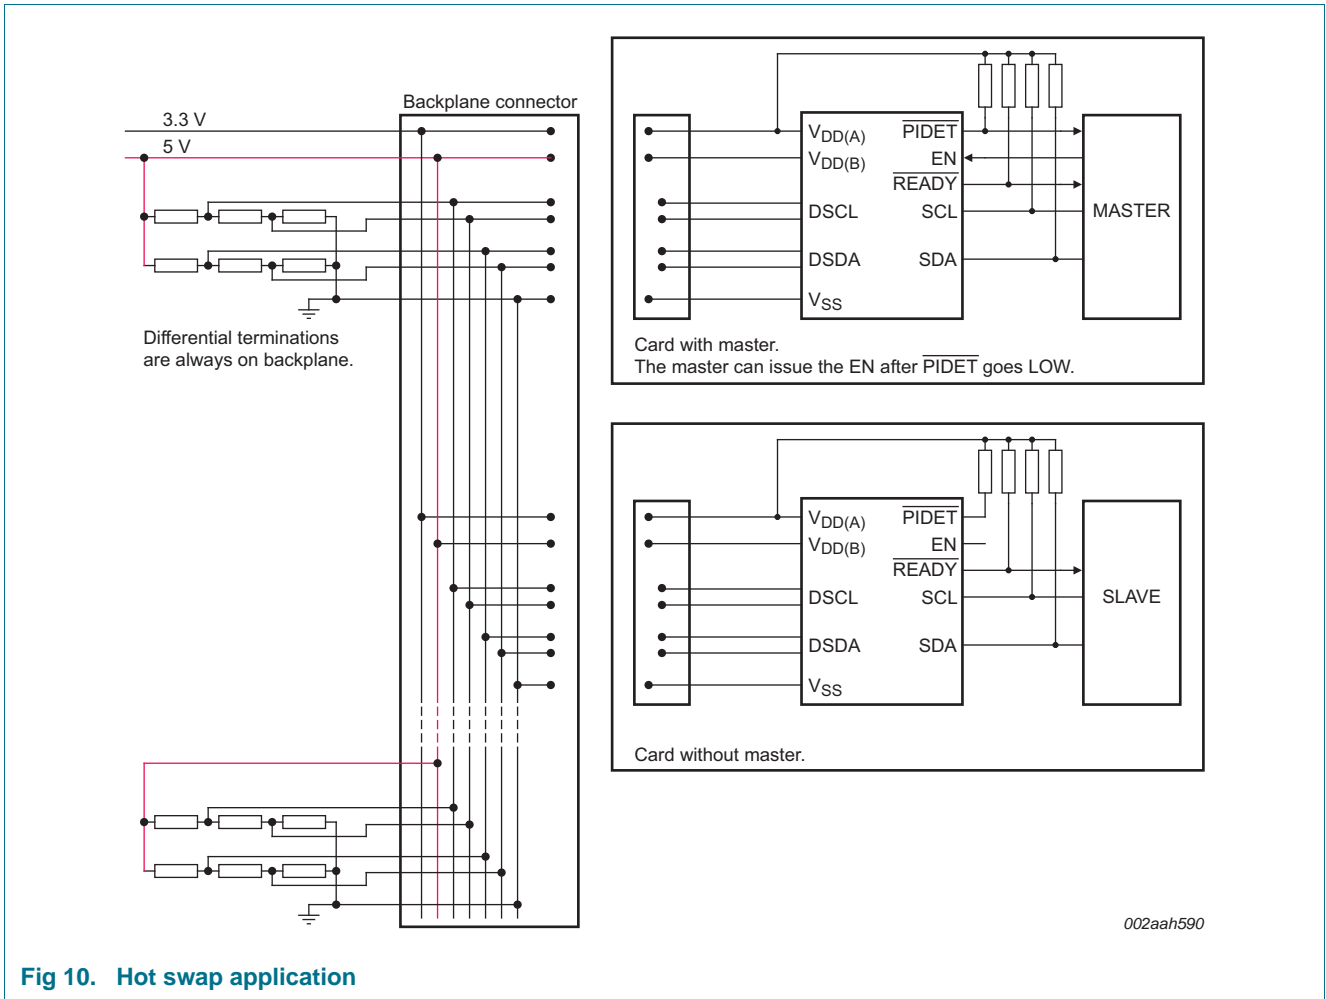 Backplane connector
3.3 V
5 V
Differential terminations
are always on backplane.
VDD(A)
VDD(B)
DSCL
DSDA
VSS
PIDET
EN
READY
SCL
SDA
MASTER
Card with master.
The master can issue the EN after PIDET goes LOW.
VDD(A)
VDD(B)
DSCL
DSDA
VSS
PIDET
EN
READY
SCL
SDA
SLAVE
Card without master.
002aah590
Fig 10. Hot swap application